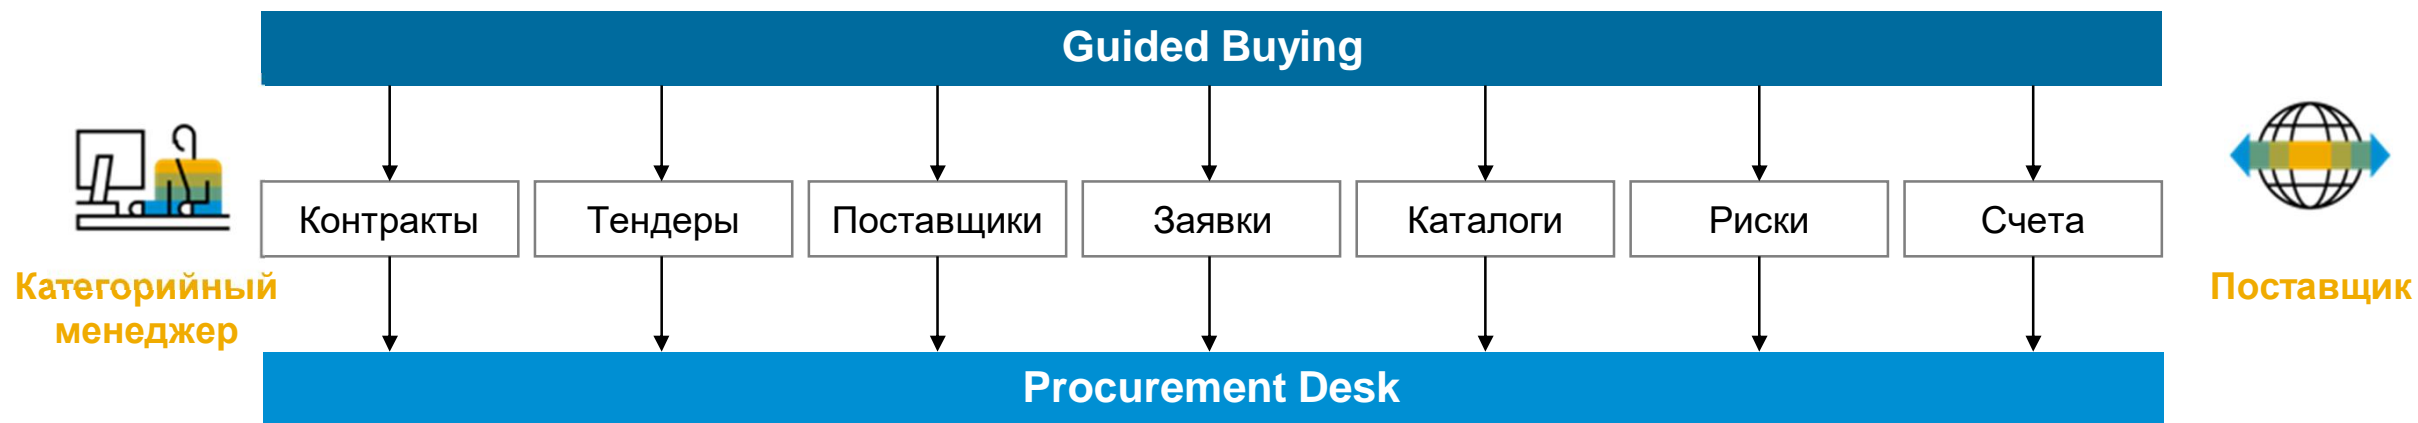 Guided Buying
Контракты
Тендеры
Поставщики
Заявки
Каталоги
Риски
Счета
Категорийный
менеджер
Поставщик
Procurement Desk